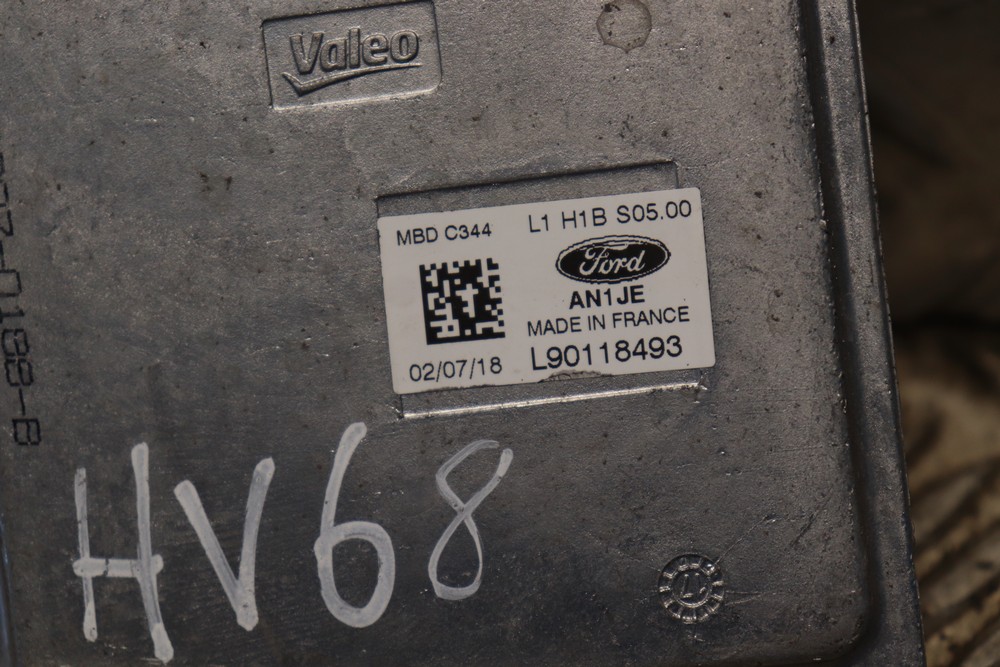 Valeo
MBD C344
L1 H1B S05.00
Ford
AN1JE
MADE IN FRANCE
02/07/18
L90118493
HV68